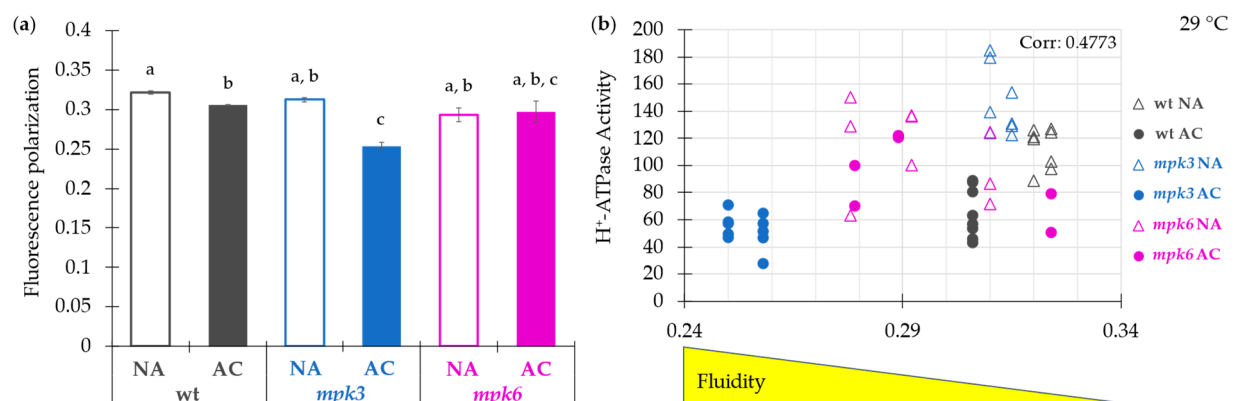 (a)
Fluorescence polarization
0.4
0.35
0.3
0.25
0.2
0.15
0.1
0.05
0
a
b
a, b
c
a, b
a, b, c
NA AC NA AC NA AC
wt mpk3 mpk6
(b)
29 °C
Corr: 0.4773
H+-ATPase Activity
200
180
160
140
120
100
80
60
40
20
0
0.24 0.29 0.34
Fluidity
wt NA
wt AC
mpk3 NA
mpk3 AC
mpk6 NA
mpk6 AC